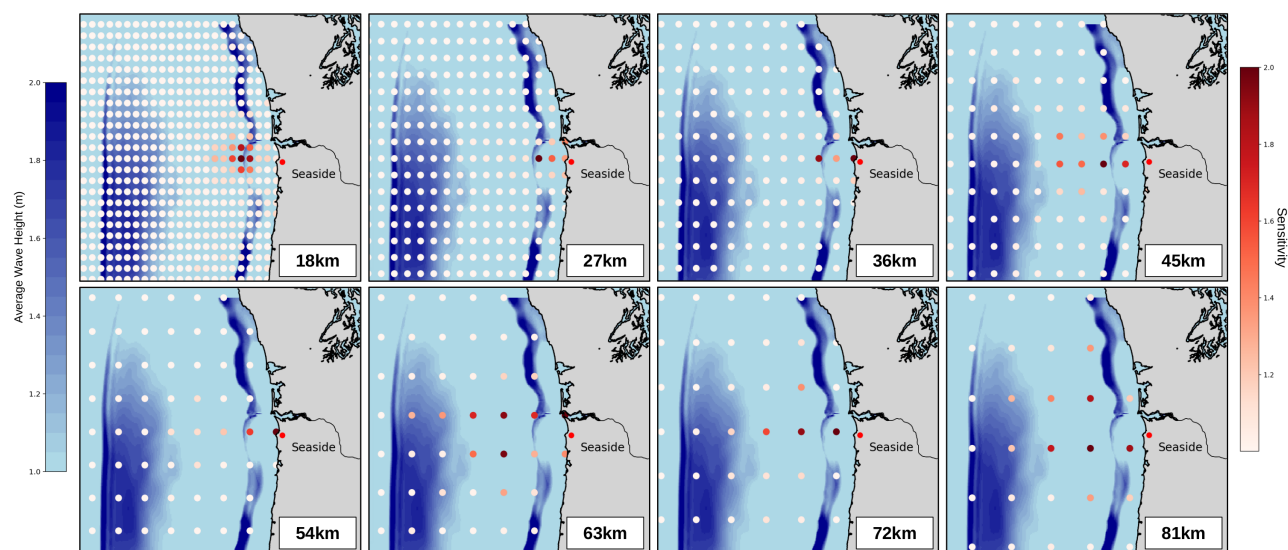 Seaside
18km
Seaside
27km
Seaside
36km
Seaside
45km
Average Wave Height (m)
2.0
1.8
1.6
1.4
1.2
1.0
Sensitivity
2.0
1.8
1.6
1.4
1.2
Seaside
54km
Seaside
63km
Seaside
72km
Seaside
81km